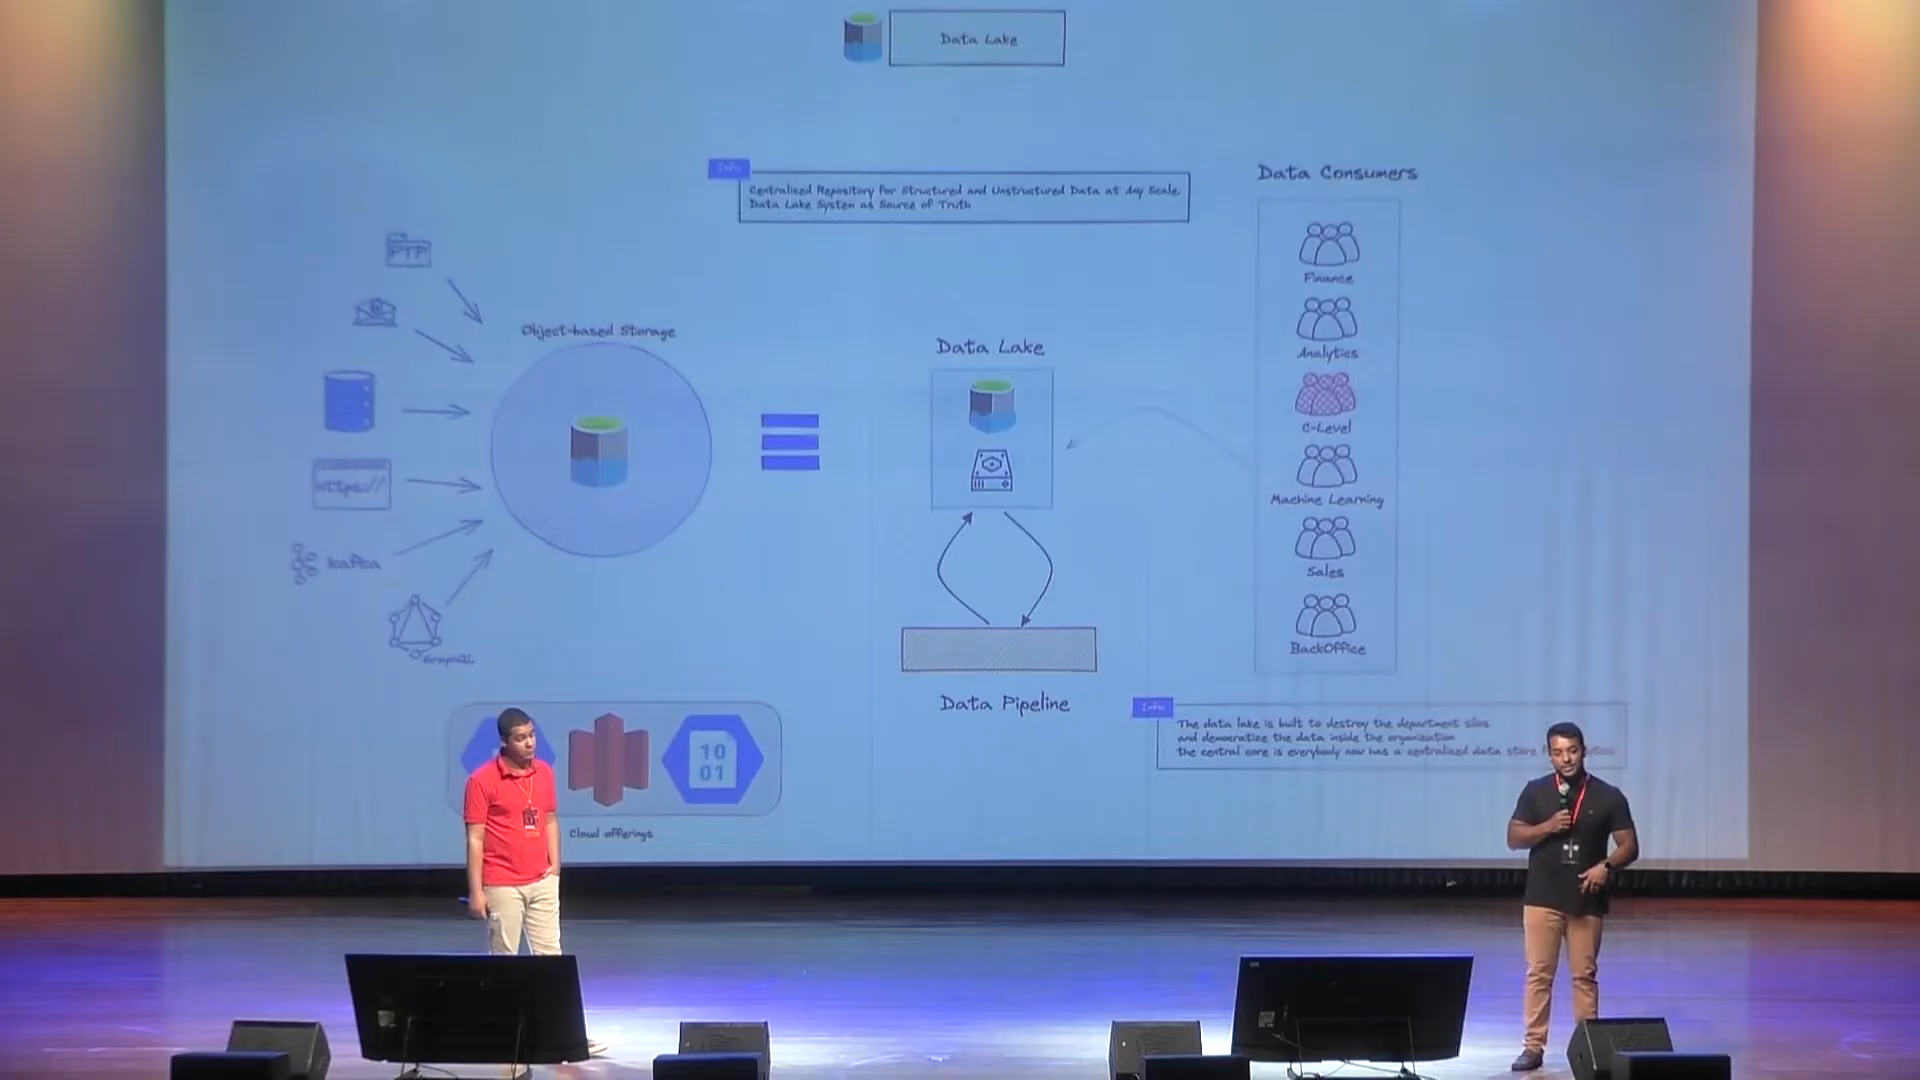 Data Lake
Info
Centralized Repository for Structured and Unstructured Data at Any Scale.
Data Lake System as Source of Truth
Data Consumers
FTP
Finance
Object-based Storage
Data Lake
Analytics
C-Level
https://
Machine Learning
kafka
Sales
GraphQL
BackOffice
Data Pipeline
Info
The data lake is built to destroy the department silos
and democratize the data inside the organization
the central core is everybody now has a centralized data store
10
01
Cloud offerings